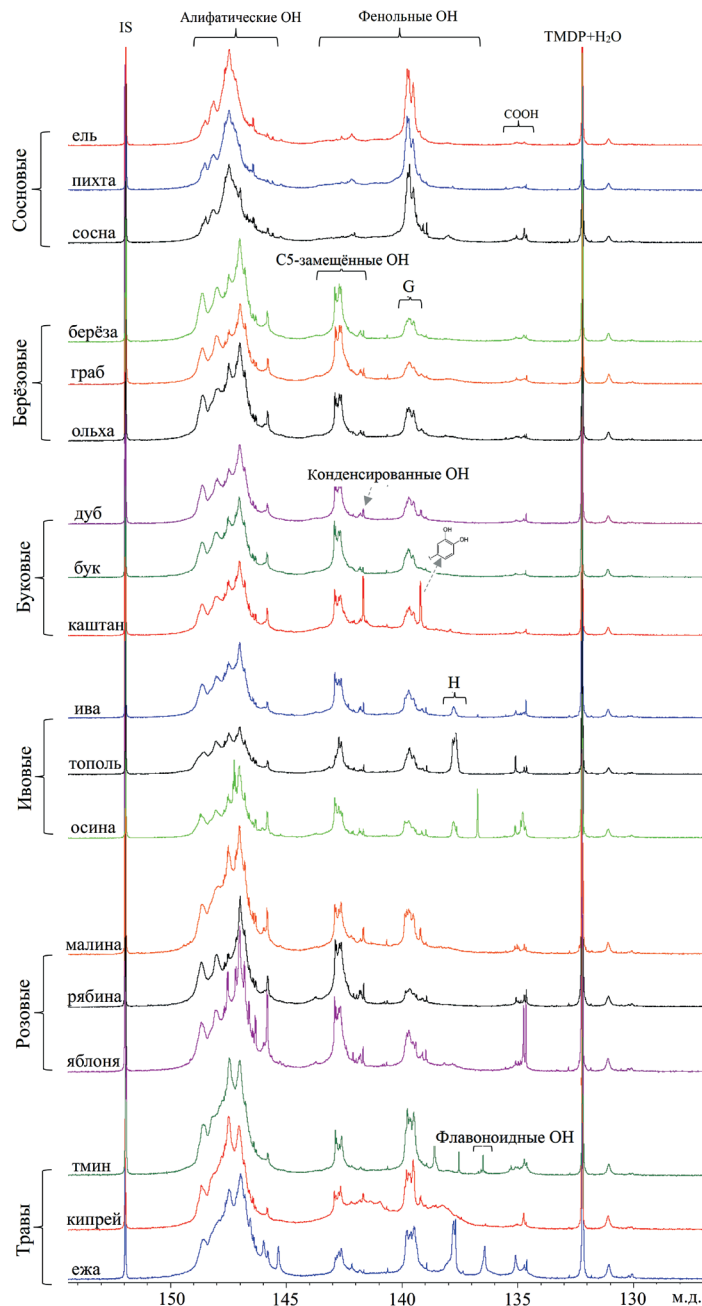 Алифатические OH
Фенольные OH
IS
TMDP+H₂O
COOH
ель
пихта
сосна
Сосновые
C5-замещённые OH
G
берёза
граб
ольха
Берёзовые
Конденсированные OH
OH
OH
дуб
бук
каштан
Буковые
H
ива
тополь
осина
Ивовые
малина
рябина
яблоня
Розовые
Флавоноидные OH
тмин
кипрей
ежа
Травы
150 145 140 135 130 м.д.